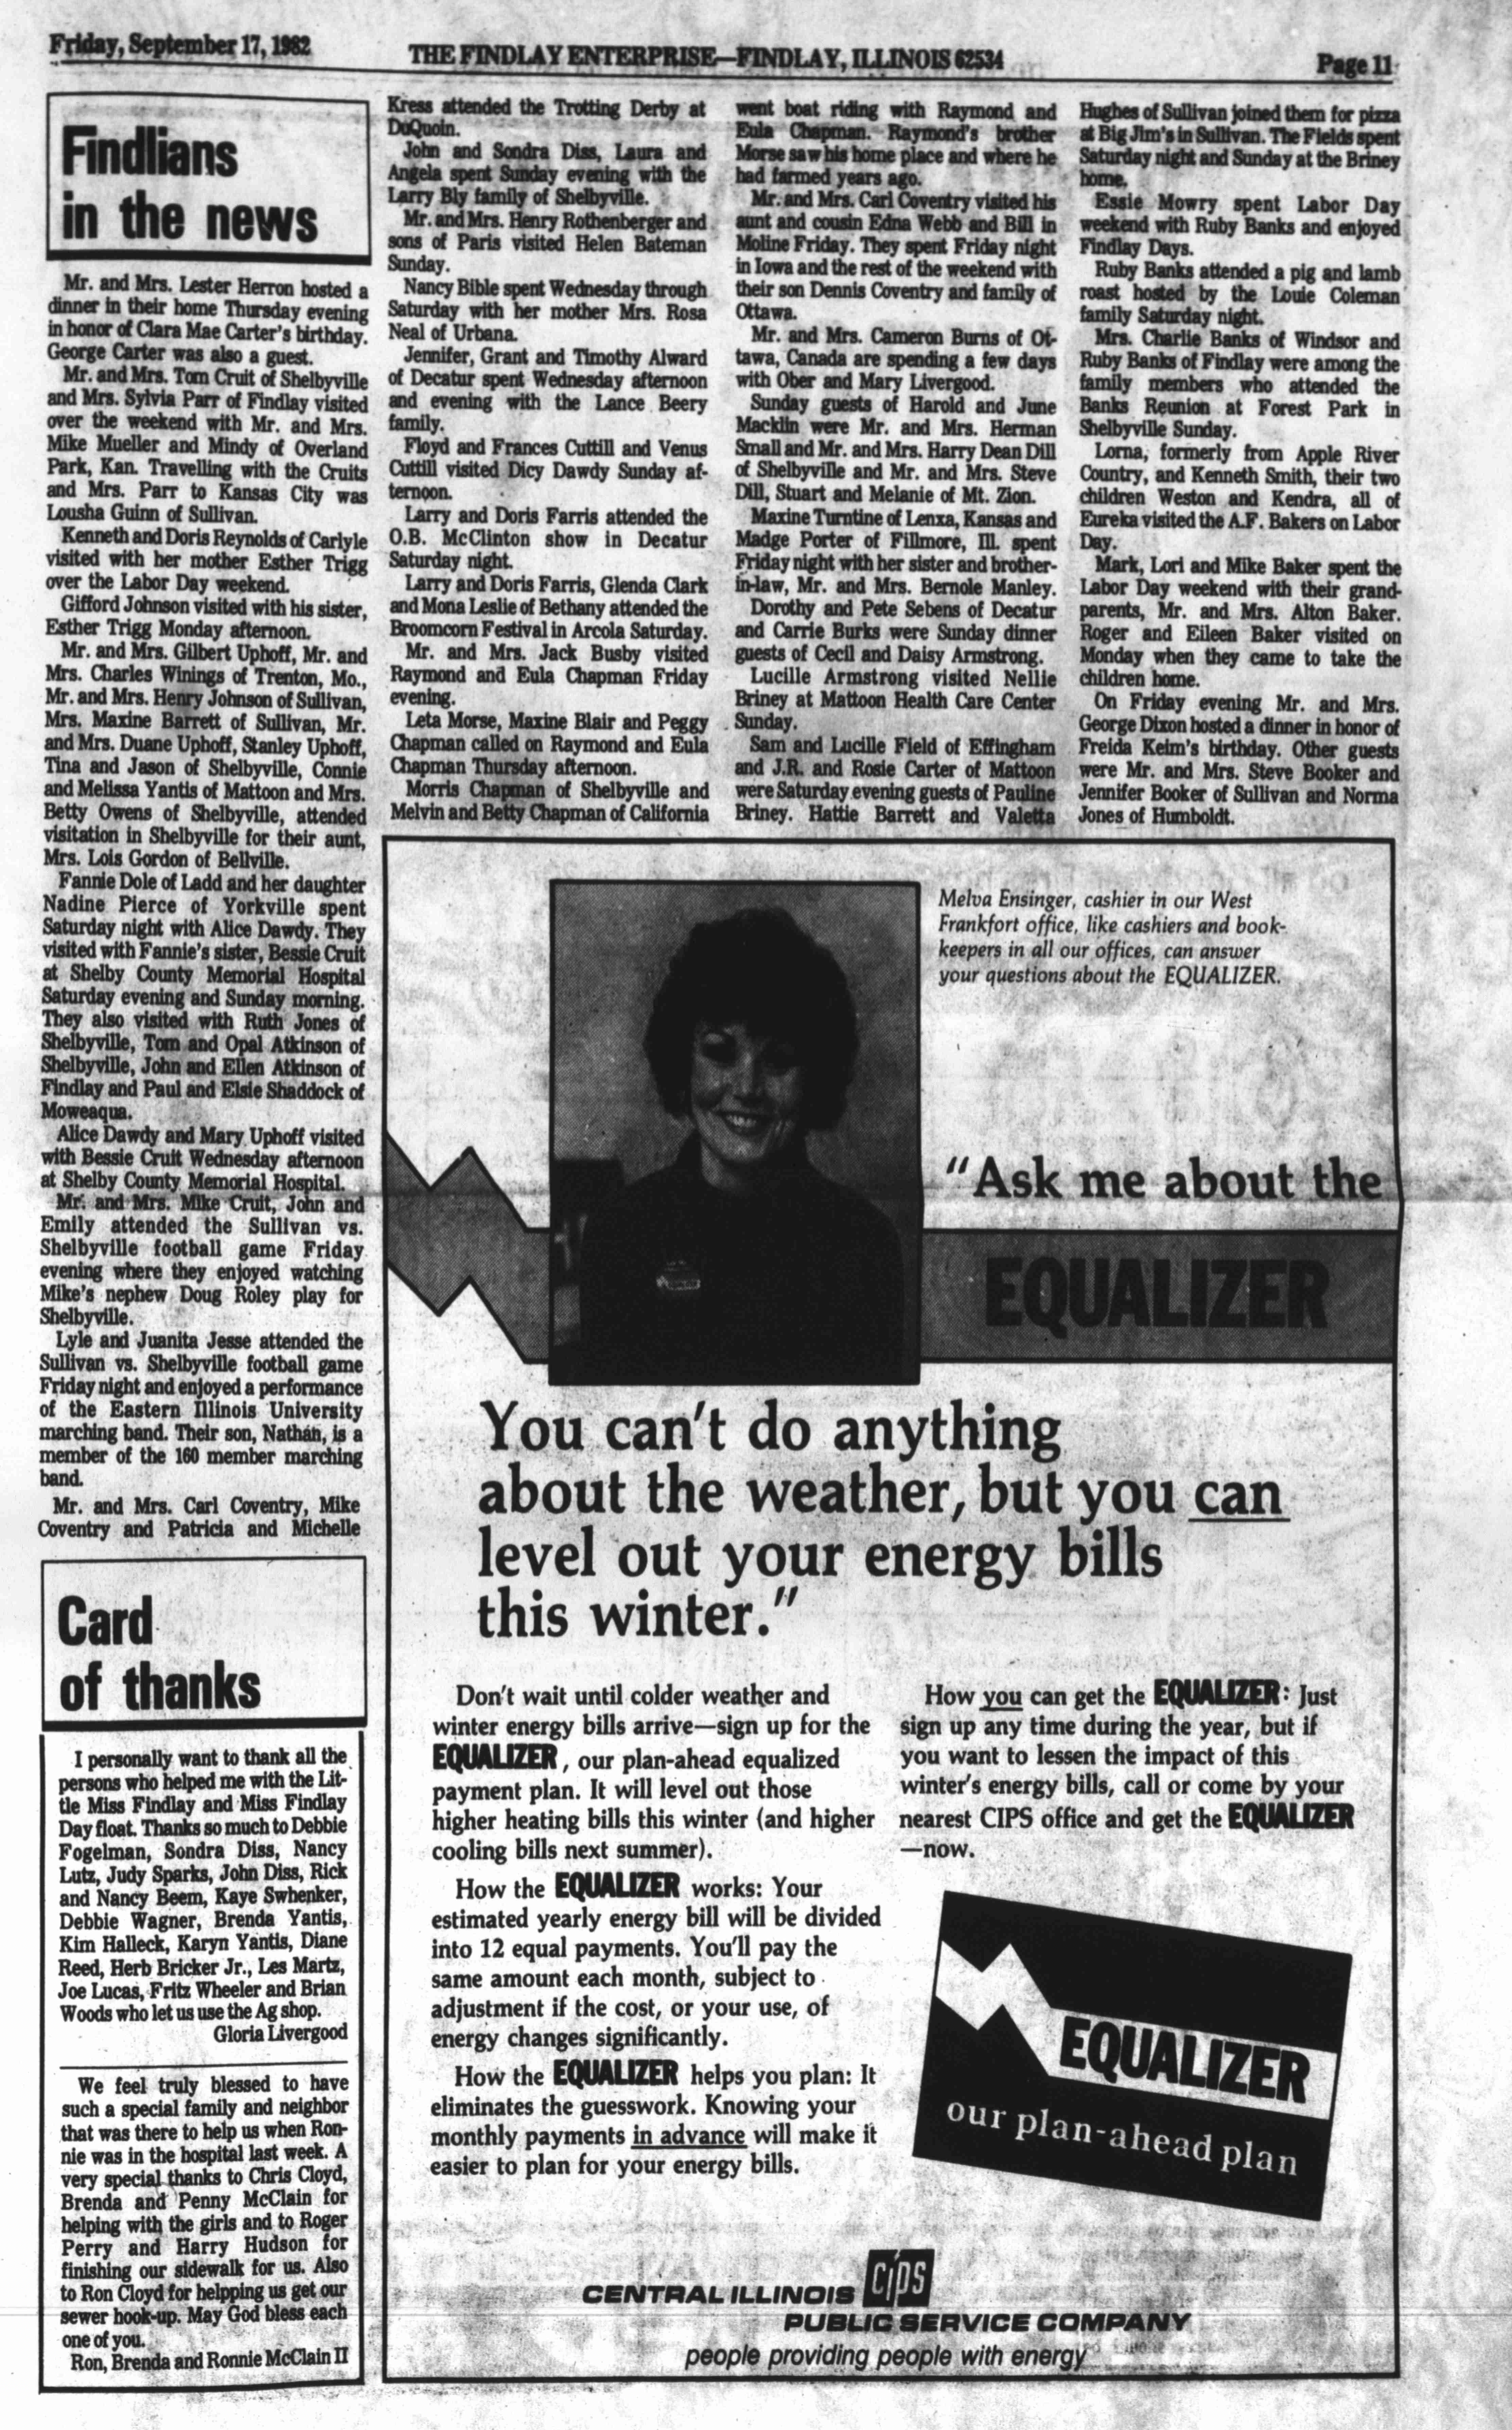 Friday, September 17, 1982
THE FINDLAY ENTERPRISE—FINDLAY, ILLINOIS 62534
Page 11
Findlians
in the news
Mr. and Mrs. Lester Herron hosted a
dinner in their home Thursday evening
in honor of Clara Mae Carter's birthday.
George Carter was also a guest.
Mr. and Mrs. Tom Cruit of Shelbyville
and Mrs. Sylvia Parr of Findlay visited
over the weekend with Mr. and Mrs.
Mike Mueller and Mindy of Overland
Park, Kan. Travelling with the Cruits
and Mrs. Parr to Kansas City was
Lousha Guinn of Sullivan.
Kenneth and Doris Reynolds of Carlyle
visited with her mother Esther Trigg
over the Labor Day weekend.
Gifford Johnson visited with his sister,
Esther Trigg Monday afternoon.
Mr. and Mrs. Gilbert Uphoff, Mr. and
Mrs. Charles Winings of Trenton, Mo.,
Mr. and Mrs. Henry Johnson of Sullivan,
Mrs. Maxine Barrett of Sullivan, Mr.
and Mrs. Duane Uphoff, Stanley Uphoff,
Tina and Jason of Shelbyville, Connie
and Melissa Yantis of Mattoon and Mrs.
Betty Owens of Shelbyville, attended
visitation in Shelbyville for their aunt,
Mrs. Lois Gordon of Bellville.
Fannie Dole of Ladd and her daughter
Nadine Pierce of Yorkville spent
Saturday night with Alice Dawdy. They
visited with Fannie's sister, Bessie Cruit
at Shelby County Memorial Hospital
Saturday evening and Sunday morning.
They also visited with Ruth Jones of
Shelbyville, Tom and Opal Atkinson of
Shelbyville, John and Ellen Atkinson of
Findlay and Paul and Elsie Shaddock of
Moweaqua.
Alice Dawdy and Mary Uphoff visited
with Bessie Cruit Wednesday afternoon
at Shelby County Memorial Hospital.
Mr. and Mrs. Mike Cruit, John and
Emily attended the Sullivan vs.
Shelbyville football game Friday
evening where they enjoyed watching
Mike's nephew Doug Roley play for
Shelbyville.
Lyle and Juanita Jesse attended the
Sullivan vs. Shelbyville football game
Friday night and enjoyed a performance
of the Eastern Illinois University
marching band. Their son, Nathan, is a
member of the 160 member marching
band.
Mr. and Mrs. Carl Coventry, Mike
Coventry and Patricia and Michelle
Kress attended the Trotting Derby at
DuQuoin.
John and Sondra Diss, Laura and
Angela spent Sunday evening with the
Larry Bly family of Shelbyville.
Mr. and Mrs. Henry Rothenberger and
sons of Paris visited Helen Bateman
Sunday.
Nancy Bible spent Wednesday through
Saturday with her mother Mrs. Rosa
Neal of Urbana.
Jennifer, Grant and Timothy Alward
of Decatur spent Wednesday afternoon
and evening with the Lance Beery
family.
Floyd and Frances Cuttill and Venus
Cuttill visited Dicy Dawdy Sunday af-
ternoon.
Larry and Doris Farris attended the
O.B. McClinton show in Decatur
Saturday night.
Larry and Doris Farris, Glenda Clark
and Mona Leslie of Bethany attended the
Broomcorn Festival in Arcola Saturday.
Mr. and Mrs. Jack Busby visited
Raymond and Eula Chapman Friday
evening.
Leta Morse, Maxine Blair and Peggy
Chapman called on Raymond and Eula
Chapman Thursday afternoon.
Morris Chapman of Shelbyville and
Melvin and Betty Chapman of California
went boat riding with Raymond and
Eula Chapman. Raymond's brother
Morse saw his home place and where he
had farmed years ago.
Mr. and Mrs. Carl Coventry visited his
aunt and cousin Edna Webb and Bill in
Moline Friday. They spent Friday night
in Iowa and the rest of the weekend with
their son Dennis Coventry and family of
Ottawa.
Mr. and Mrs. Cameron Burns of Ot-
tawa, Canada are spending a few days
with Ober and Mary Livergood.
Sunday guests of Harold and June
Macklin were Mr. and Mrs. Herman
Small and Mr. and Mrs. Harry Dean Dill
of Shelbyville and Mr. and Mrs. Steve
Dill, Stuart and Melanie of Mt. Zion.
Maxine Turntine of Lenxa, Kansas and
Madge Porter of Fillmore, Ill. spent
Friday night with her sister and brother-
in-law, Mr. and Mrs. Bernole Manley.
Dorothy and Pete Sebens of Decatur
and Carrie Burks were Sunday dinner
guests of Cecil and Daisy Armstrong.
Lucille Armstrong visited Nellie
Briney at Mattoon Health Care Center
Sunday.
Sam and Lucille Field of Effingham
and J.R. and Rosie Carter of Mattoon
were Saturday evening guests of Pauline
Briney. Hattie Barrett and Valetta
Hughes of Sullivan joined them for pizza
at Big Jim's in Sullivan. The Fields spent
Saturday night and Sunday at the Briney
home.
Essie Mowry spent Labor Day
weekend with Ruby Banks and enjoyed
Findlay Days.
Ruby Banks attended a pig and lamb
roast hosted by the Louie Coleman
family Saturday night.
Mrs. Charlie Banks of Windsor and
Ruby Banks of Findlay were among the
family members who attended the
Banks Reunion at Forest Park in
Shelbyville Sunday.
Lorna, formerly from Apple River
Country, and Kenneth Smith, their two
children Weston and Kendra, all of
Eureka visited the A.F. Bakers on Labor
Day.
Mark, Lori and Mike Baker spent the
Labor Day weekend with their grand-
parents, Mr. and Mrs. Alton Baker.
Roger and Eileen Baker visited on
Monday when they came to take the
children home.
On Friday evening Mr. and Mrs.
George Dixon hosted a dinner in honor of
Freida Keim's birthday. Other guests
were Mr. and Mrs. Steve Booker and
Jennifer Booker of Sullivan and Norma
Jones of Humboldt.
Card
of thanks
I personally want to thank all the
persons who helped me with the Lit-
tle Miss Findlay and Miss Findlay
Day float. Thanks so much to Debbie
Fogelman, Sondra Diss, Nancy
Lutz, Judy Sparks, John Diss, Rick
and Nancy Beem, Kaye Swhenker,
Debbie Wagner, Brenda Yantis,
Kim Halleck, Karyn Yantis, Diane
Reed, Herb Bricker Jr., Les Martz,
Joe Lucas, Fritz Wheeler and Brian
Woods who let us use the Ag shop.
Gloria Livergood
We feel truly blessed to have
such a special family and neighbor
that was there to help us when Ron-
nie was in the hospital last week. A
very special thanks to Chris Cloyd,
Brenda and Penny McClain for
helping with the girls and to Roger
Perry and Harry Hudson for
finishing our sidewalk for us. Also
to Ron Cloyd for helpping us get our
sewer hook-up. May God bless each
one of you.
Ron, Brenda and Ronnie McClain II
Melva Ensinger, cashier in our West
Frankfort office, like cashiers and book-
keepers in all our offices, can answer
your questions about the EQUALIZER.
"Ask me about the
EQUALIZER
You can't do anything
about the weather, but you can
level out your energy bills
this winter."
Don't wait until colder weather and
winter energy bills arrive—sign up for the
EQUALIZER, our plan-ahead equalized
payment plan. It will level out those
higher heating bills this winter (and higher
cooling bills next summer).
How the EQUALIZER works: Your
estimated yearly energy bill will be divided
into 12 equal payments. You'll pay the
same amount each month, subject to
adjustment if the cost, or your use, of
energy changes significantly.
How the EQUALIZER helps you plan: It
eliminates the guesswork. Knowing your
monthly payments in advance will make it
easier to plan for your energy bills.
How you can get the EQUALIZER: Just
sign up any time during the year, but if
you want to lessen the impact of this
winter's energy bills, call or come by your
nearest CIPS office and get the EQUALIZER
—now.
EQUALIZER
our plan-ahead plan
CENTRAL ILLINOIS CIPS
PUBLIC SERVICE COMPANY
people providing people with energy